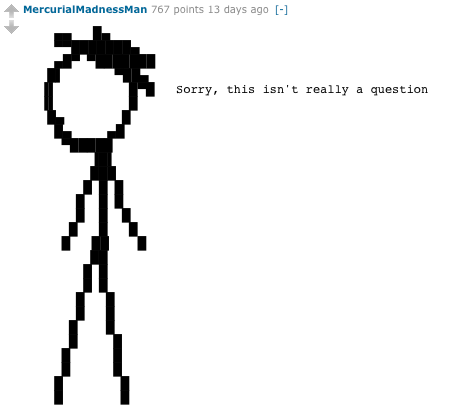 MercurialMadnessMan 767 points 13 days ago [-]
Sorry, this isn't really a question